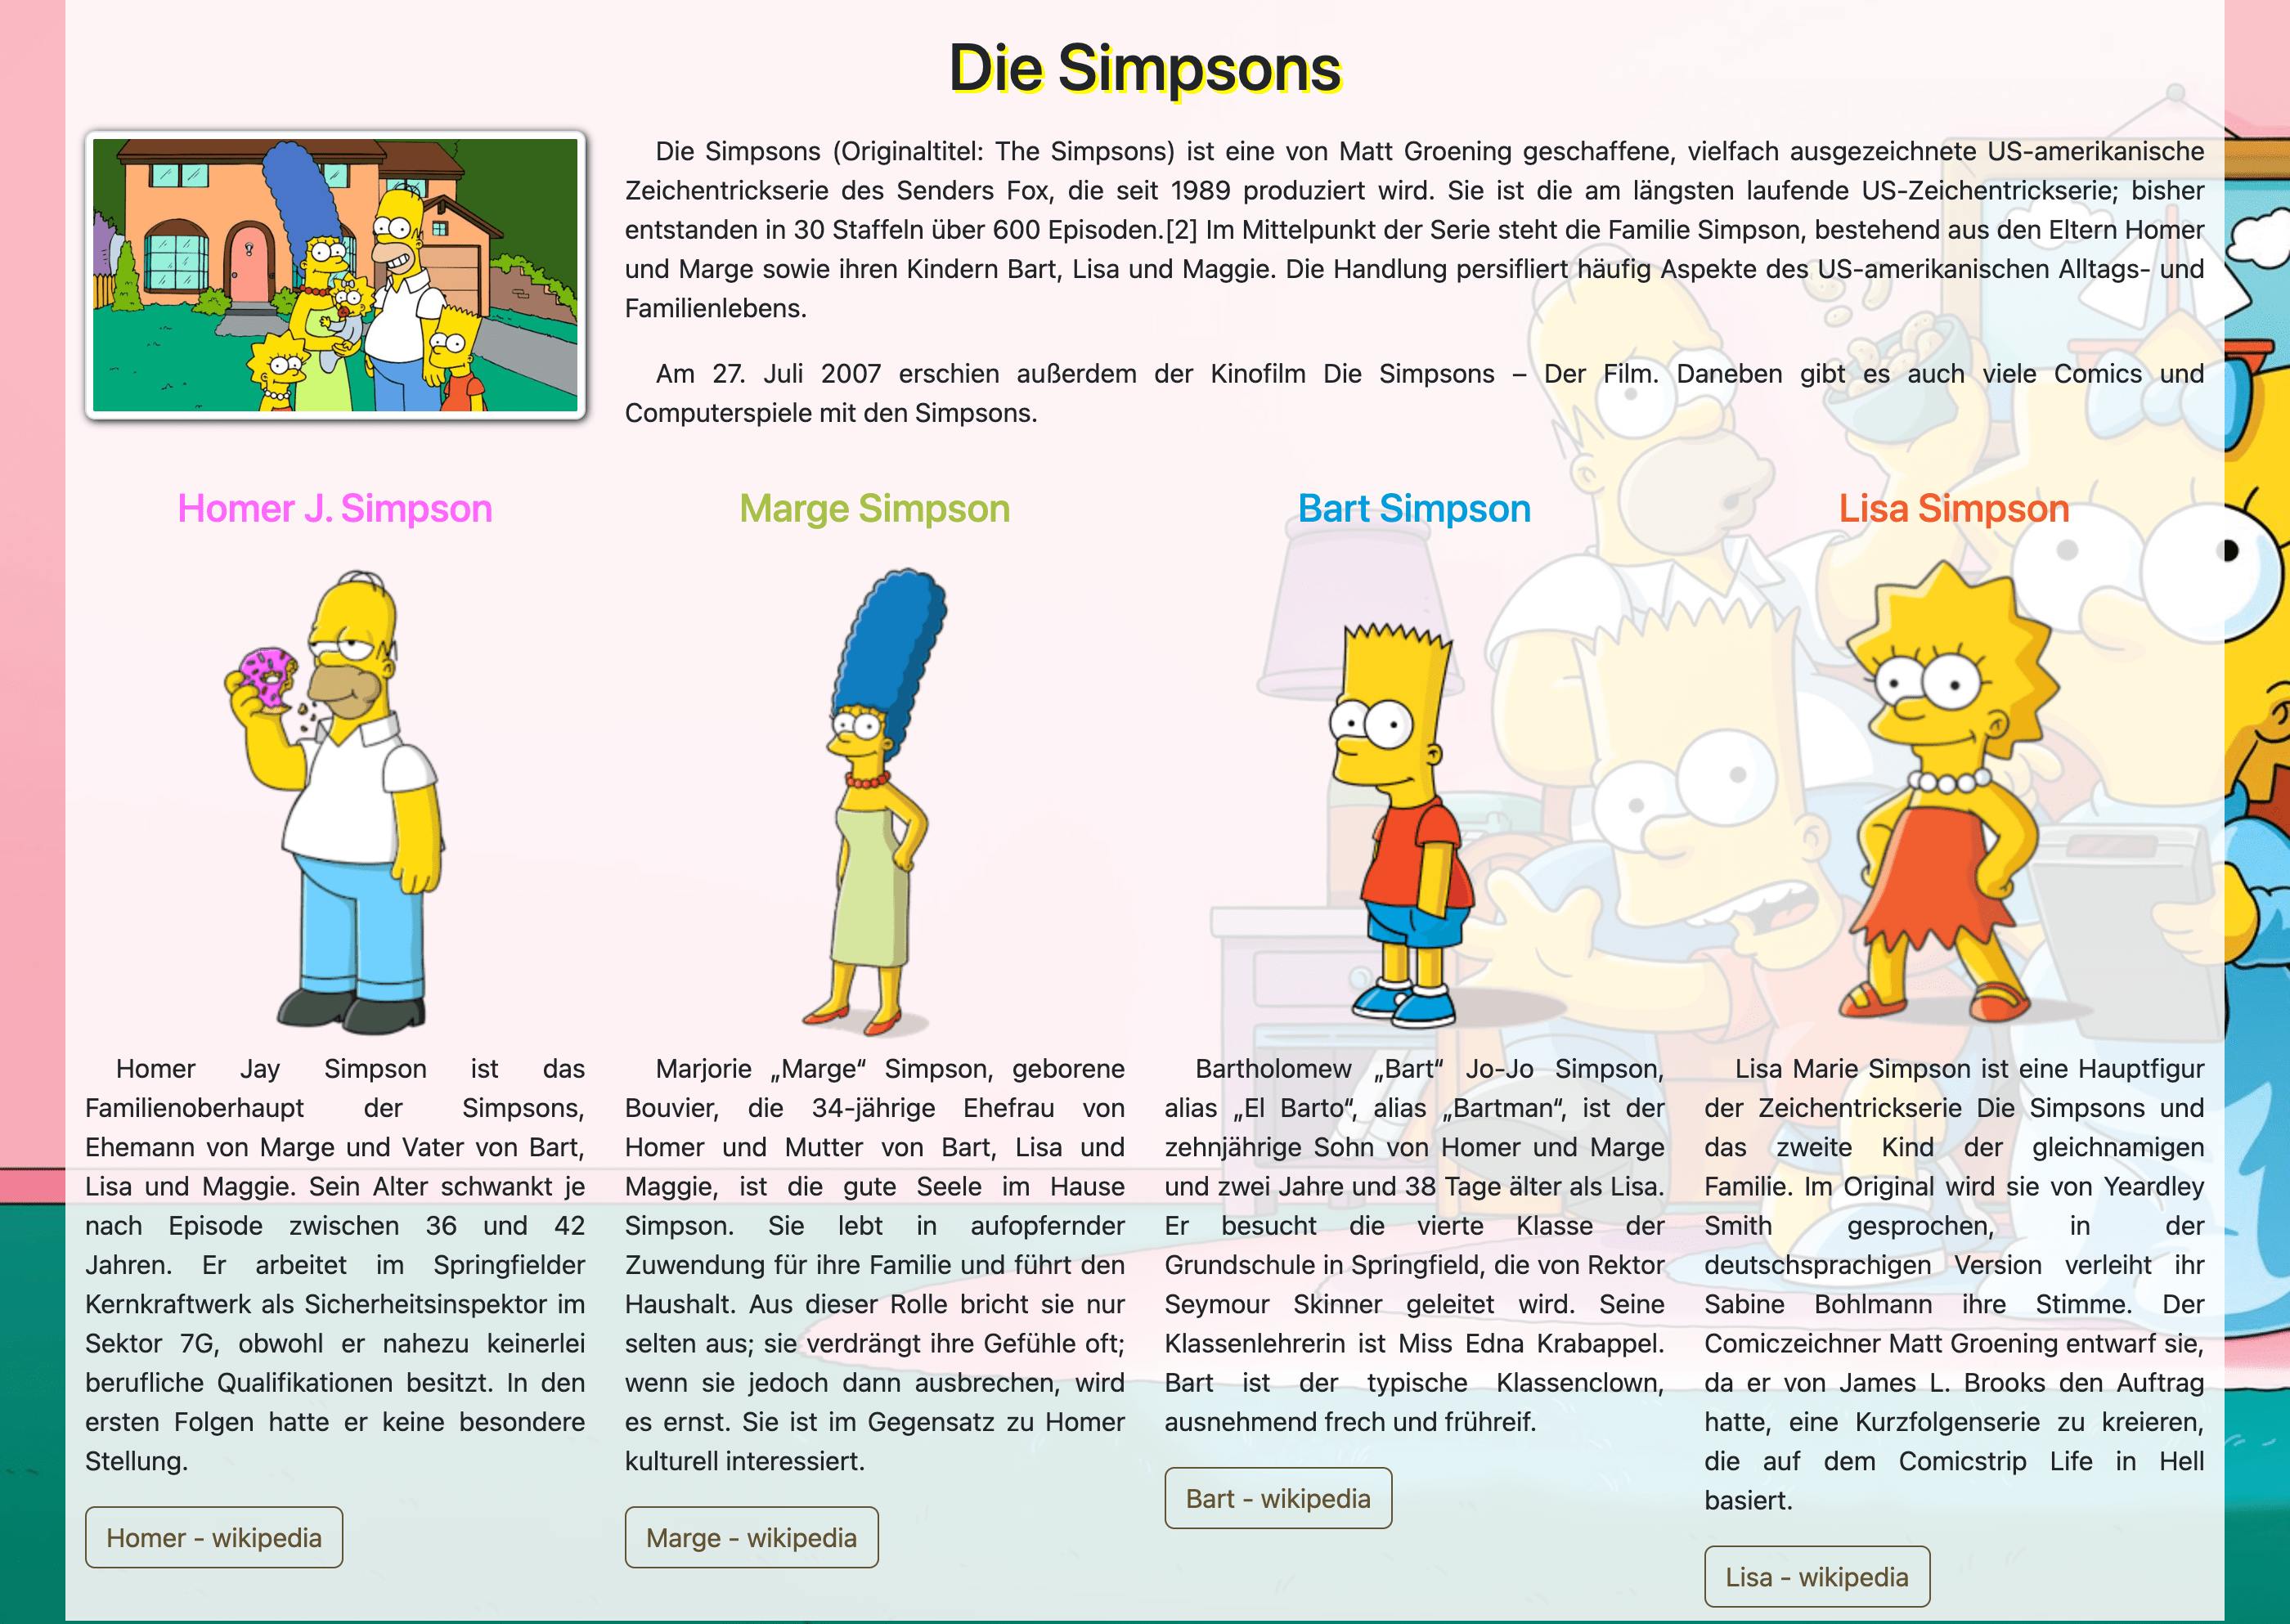 Die Simpsons
Die Simpsons (Originaltitel: The Simpsons) ist eine von Matt Groening geschaffene, vielfach ausgezeichnete US-amerikanische
Zeichentrickserie des Senders Fox, die seit 1989 produziert wird. Sie ist die am längsten laufende US-Zeichentrickserie; bisher
entstanden in 30 Staffeln über 600 Episoden.[2] Im Mittelpunkt der Serie steht die Familie Simpson, bestehend aus den Eltern Homer
und Marge sowie ihren Kindern Bart, Lisa und Maggie. Die Handlung persifliert häufig Aspekte des US-amerikanischen Alltags- und
Familienlebens.
Am 27. Juli 2007 erschien außerdem der Kinofilm Die Simpsons – Der Film. Daneben gibt es auch viele Comics und
Computerspiele mit den Simpsons.
Homer J. Simpson
Homer Jay Simpson ist das
Familienoberhaupt der Simpsons,
Ehemann von Marge und Vater von Bart,
Lisa und Maggie. Sein Alter schwankt je
nach Episode zwischen 36 und 42
Jahren. Er arbeitet im Springfielder
Kernkraftwerk als Sicherheitsinspektor im
Sektor 7G, obwohl er nahezu keinerlei
berufliche Qualifikationen besitzt. In den
ersten Folgen hatte er keine besondere
Stellung.
Homer - wikipedia
Marge Simpson
Marjorie „Marge“ Simpson, geborene
Bouvier, die 34-jährige Ehefrau von
Homer und Mutter von Bart, Lisa und
Maggie, ist die gute Seele im Hause
Simpson. Sie lebt in aufopfernder
Zuwendung für ihre Familie und führt den
Haushalt. Aus dieser Rolle bricht sie nur
selten aus; sie verdrängt ihre Gefühle oft;
wenn sie jedoch dann ausbrechen, wird
es ernst. Sie ist im Gegensatz zu Homer
kulturell interessiert.
Marge - wikipedia
Bart Simpson
Bartholomew „Bart“ Jo-Jo Simpson,
alias „El Barto“, alias „Bartman“, ist der
zehnjährige Sohn von Homer und Marge
und zwei Jahre und 38 Tage älter als Lisa.
Er besucht die vierte Klasse der
Grundschule in Springfield, die von Rektor
Seymour Skinner geleitet wird. Seine
Klassenlehrerin ist Miss Edna Krabappel.
Bart ist der typische Klassenclown,
ausnehmend frech und frühreif.
Bart - wikipedia
Lisa Simpson
Lisa Marie Simpson ist eine Hauptfigur
der Zeichentrickserie Die Simpsons und
das zweite Kind der gleichnamigen
Familie. Im Original wird sie von Yeardley
Smith gesprochen, in der
deutschsprachigen Version verleiht ihr
Sabine Bohlmann ihre Stimme. Der
Comiczeichner Matt Groening entwarf sie,
da er von James L. Brooks den Auftrag
hatte, eine Kurzfolgenserie zu kreieren,
die auf dem Comicstrip Life in Hell
basiert.
Lisa - wikipedia